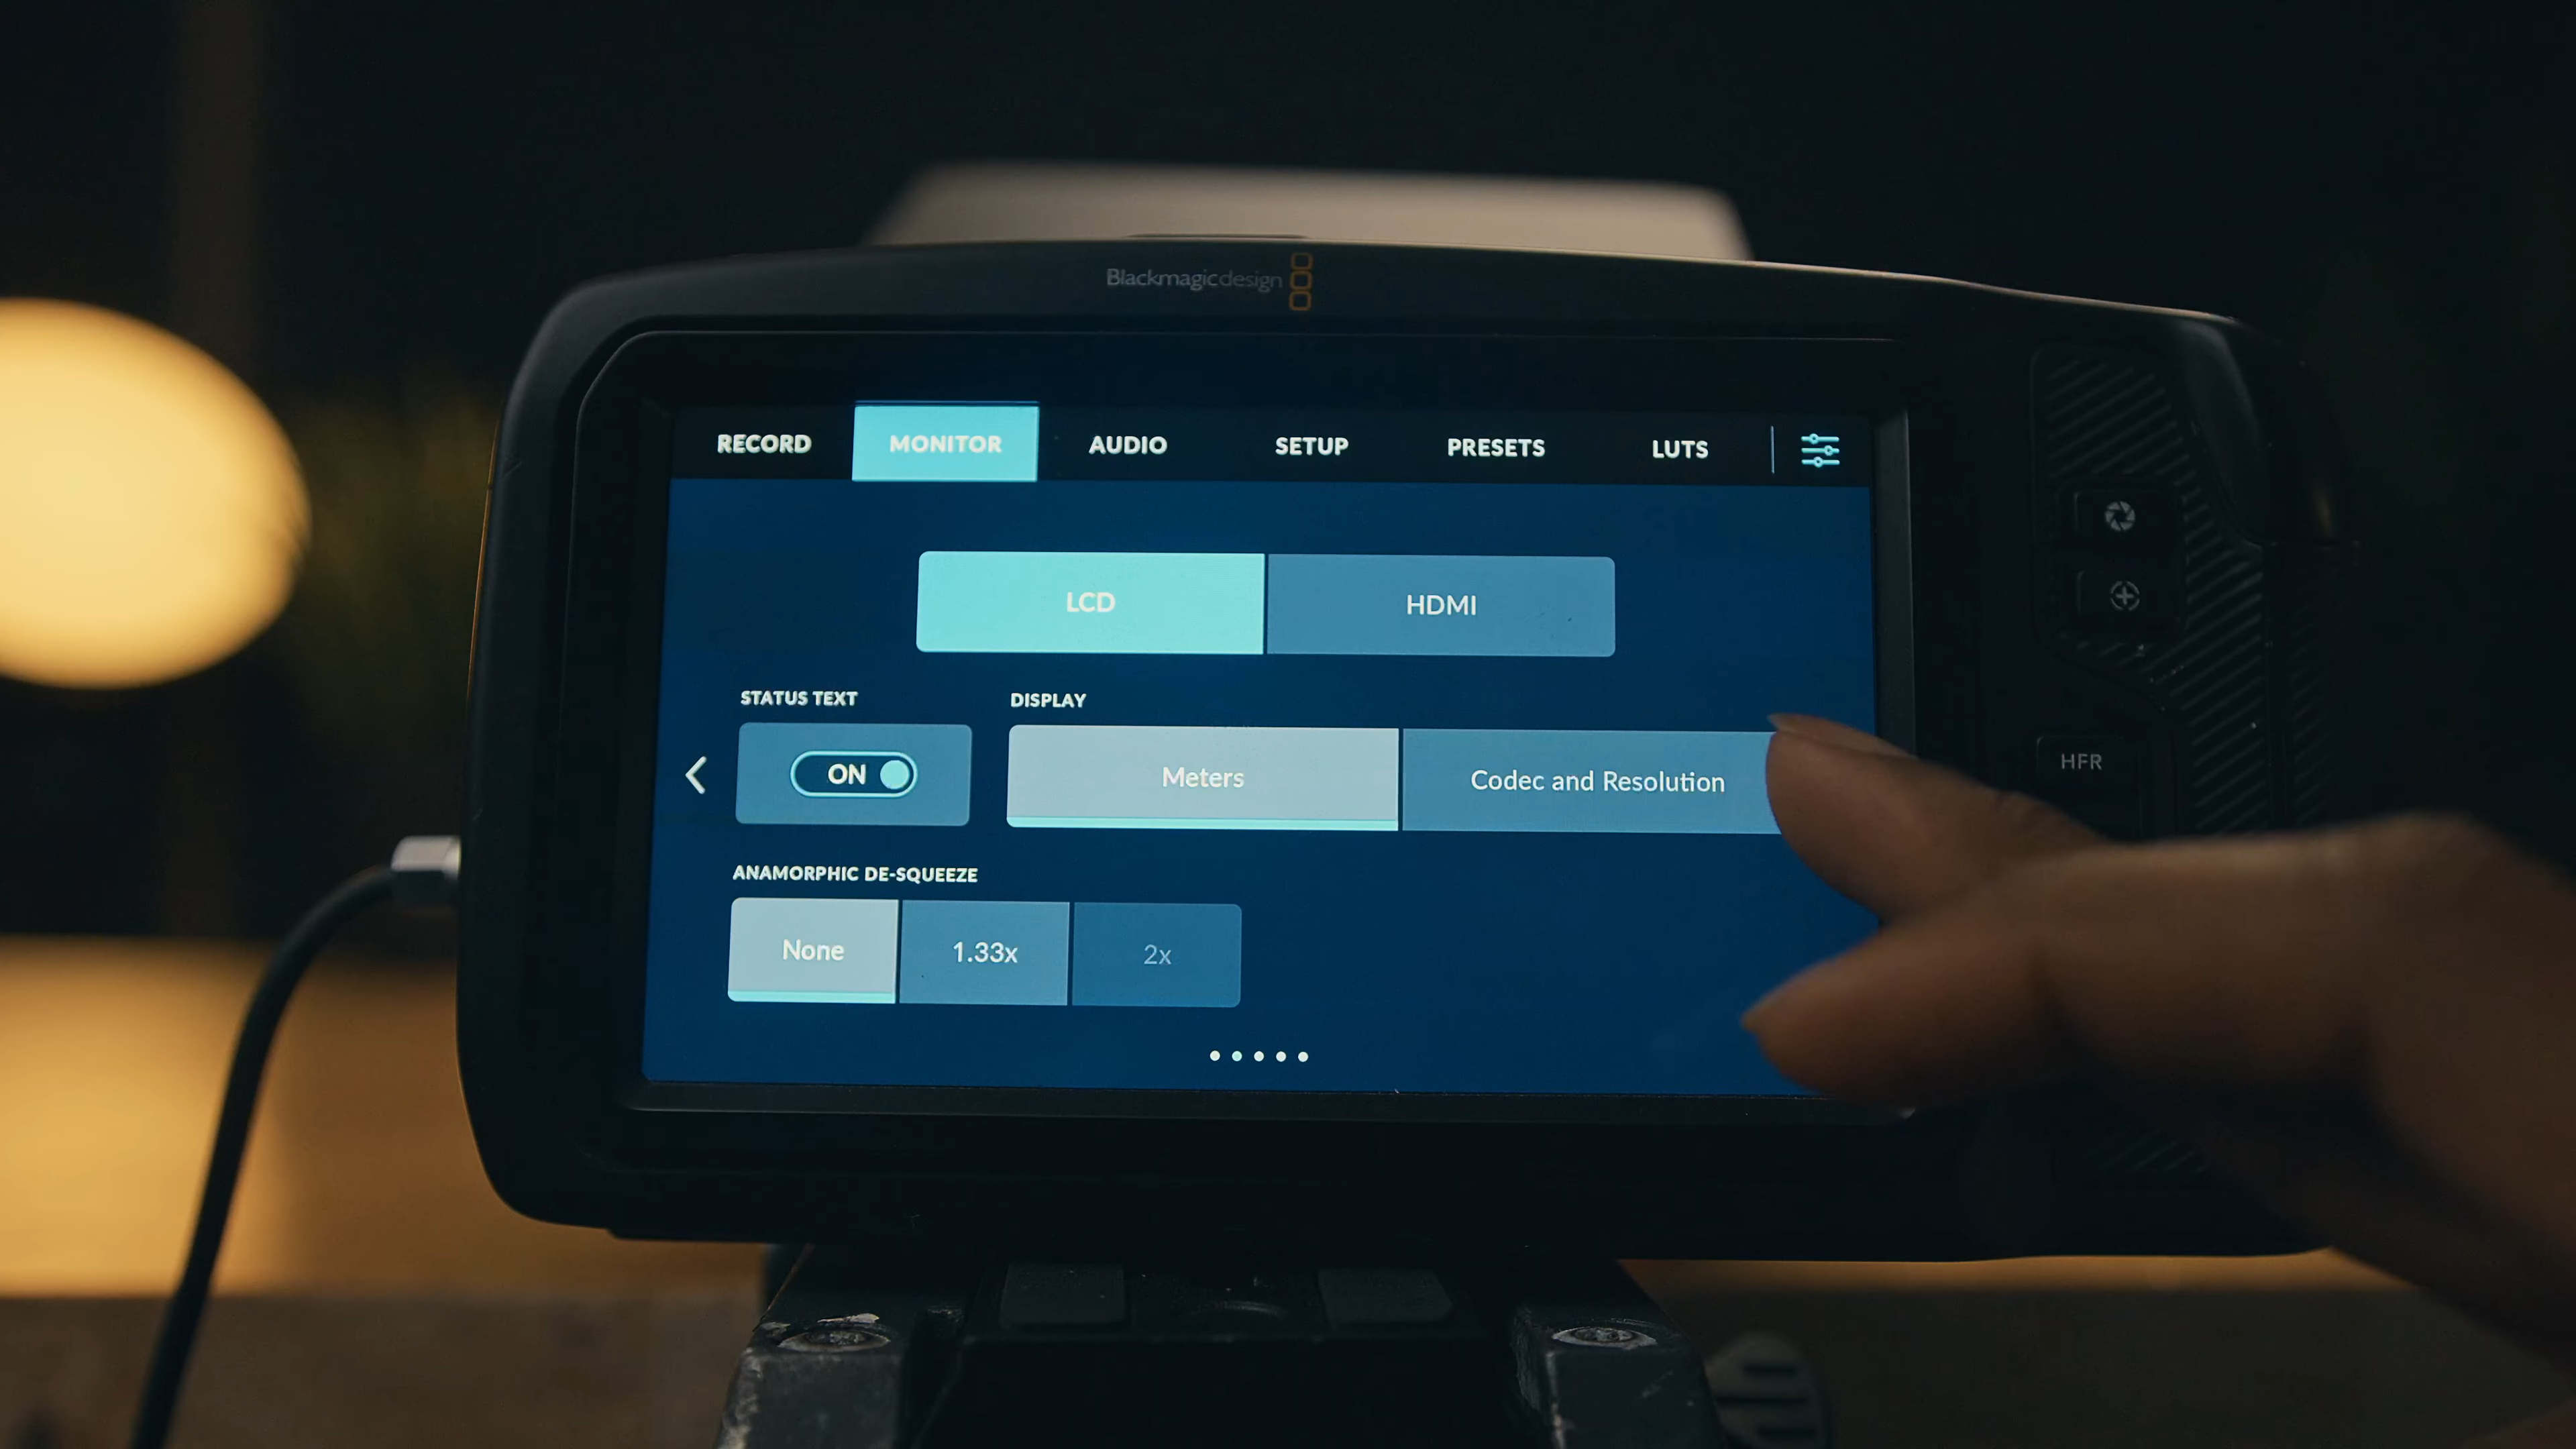 Blackmagicdesign
RECORD MONITOR AUDIO SETUP PRESETS LUTS
LCD HDMI
STATUS TEXT DISPLAY
ON Meters Codec and Resolution
HFR
ANAMORPHIC DE-SQUEEZE
None 1.33x 2x